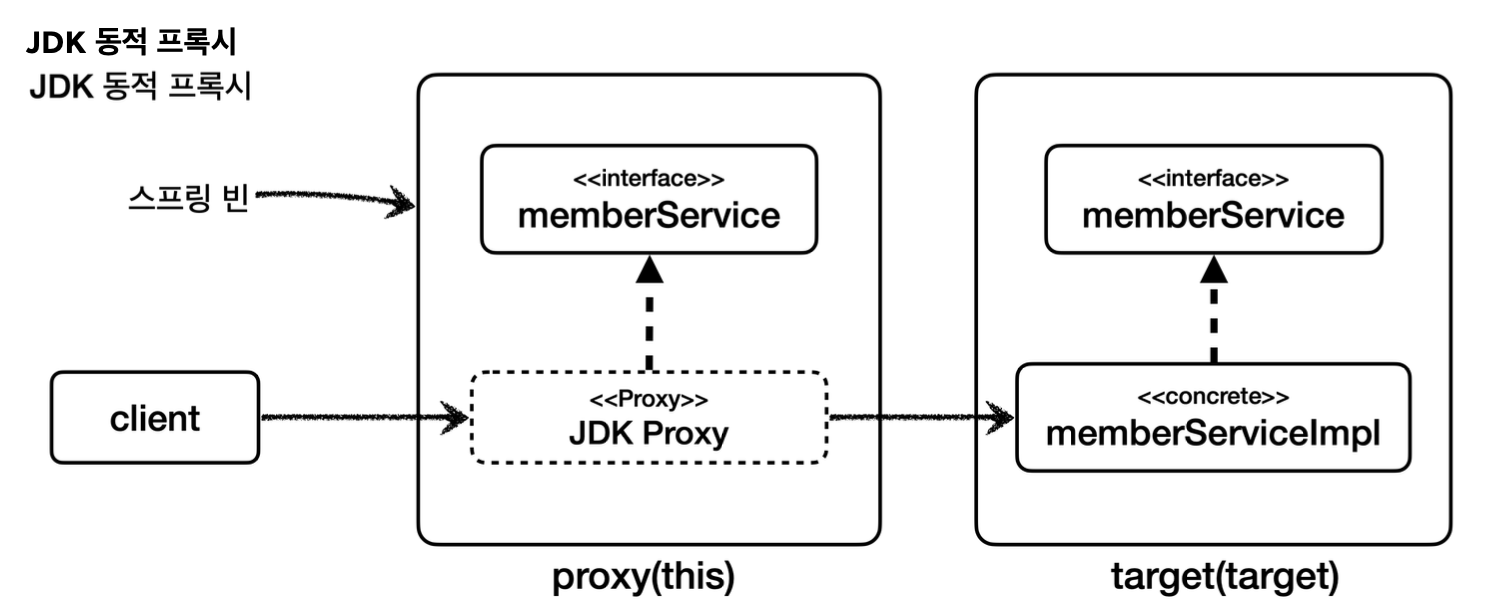 JDK 동적 프록시
JDK 동적 프록시
스프링 빈
<<interface>>
memberService
<<interface>>
memberService
client
<<Proxy>>
JDK Proxy
<<concrete>>
memberServiceImpl
proxy(this)
target(target)